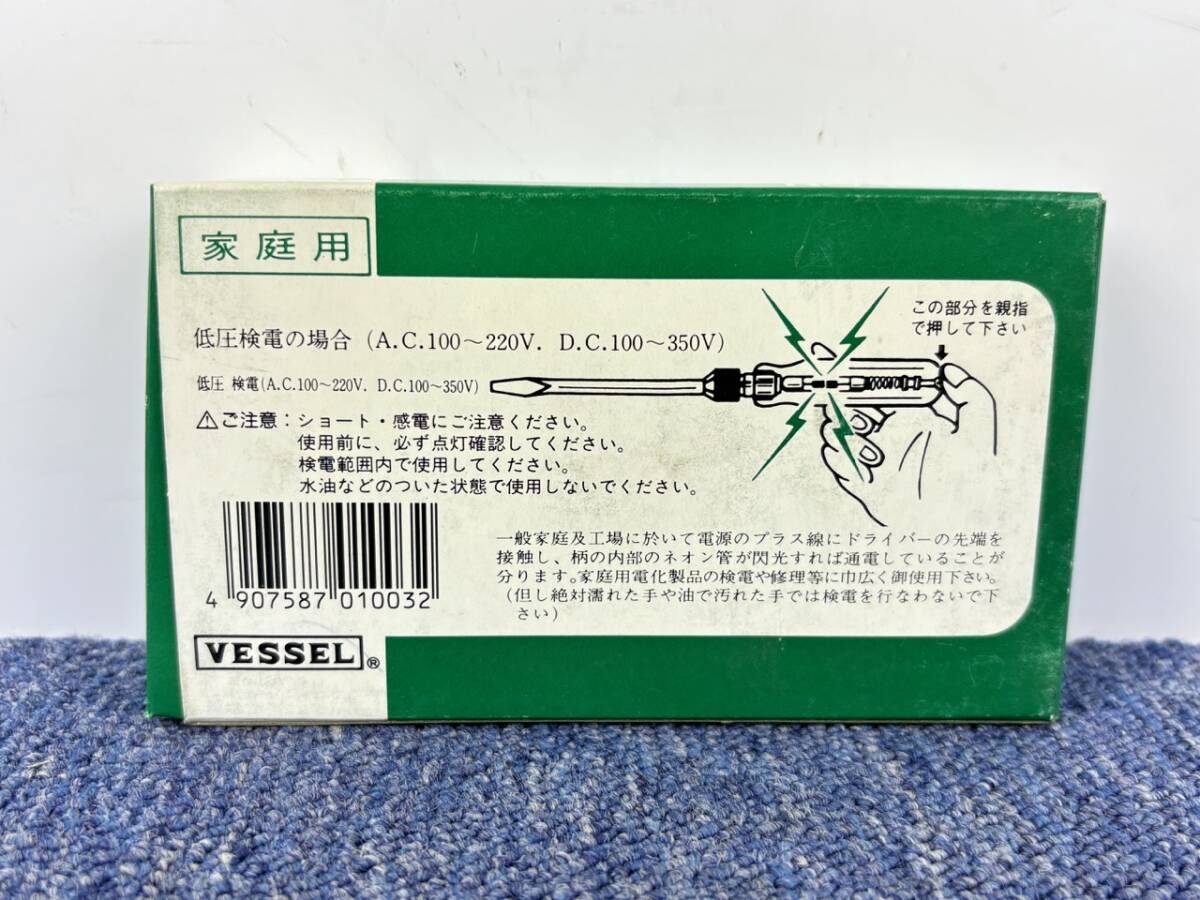 家庭用
低圧検電の場合 (A.C.100～220V. D.C.100～350V)
この部分を親指
で押して下さい
低圧 検電(A.C.100～220V. D.C.100～350V)
⚠ご注意：ショート・感電にご注意ください。
使用前に、必ず点灯確認してください。
検電範囲内で使用してください。
水油などのついた状態で使用しないでください。
一般家庭及工場に於いて電源のプラス線にドライバーの先端を
接触し、柄の内部のネオン管が閃光すれば通電していることが
分ります。家庭用電化製品の検電や修理等に巾広く御使用下さい。
(但し絶対濡れた手や油で汚れた手では検電を行なわないで下
さい)
4 907587 010032
VESSEL®